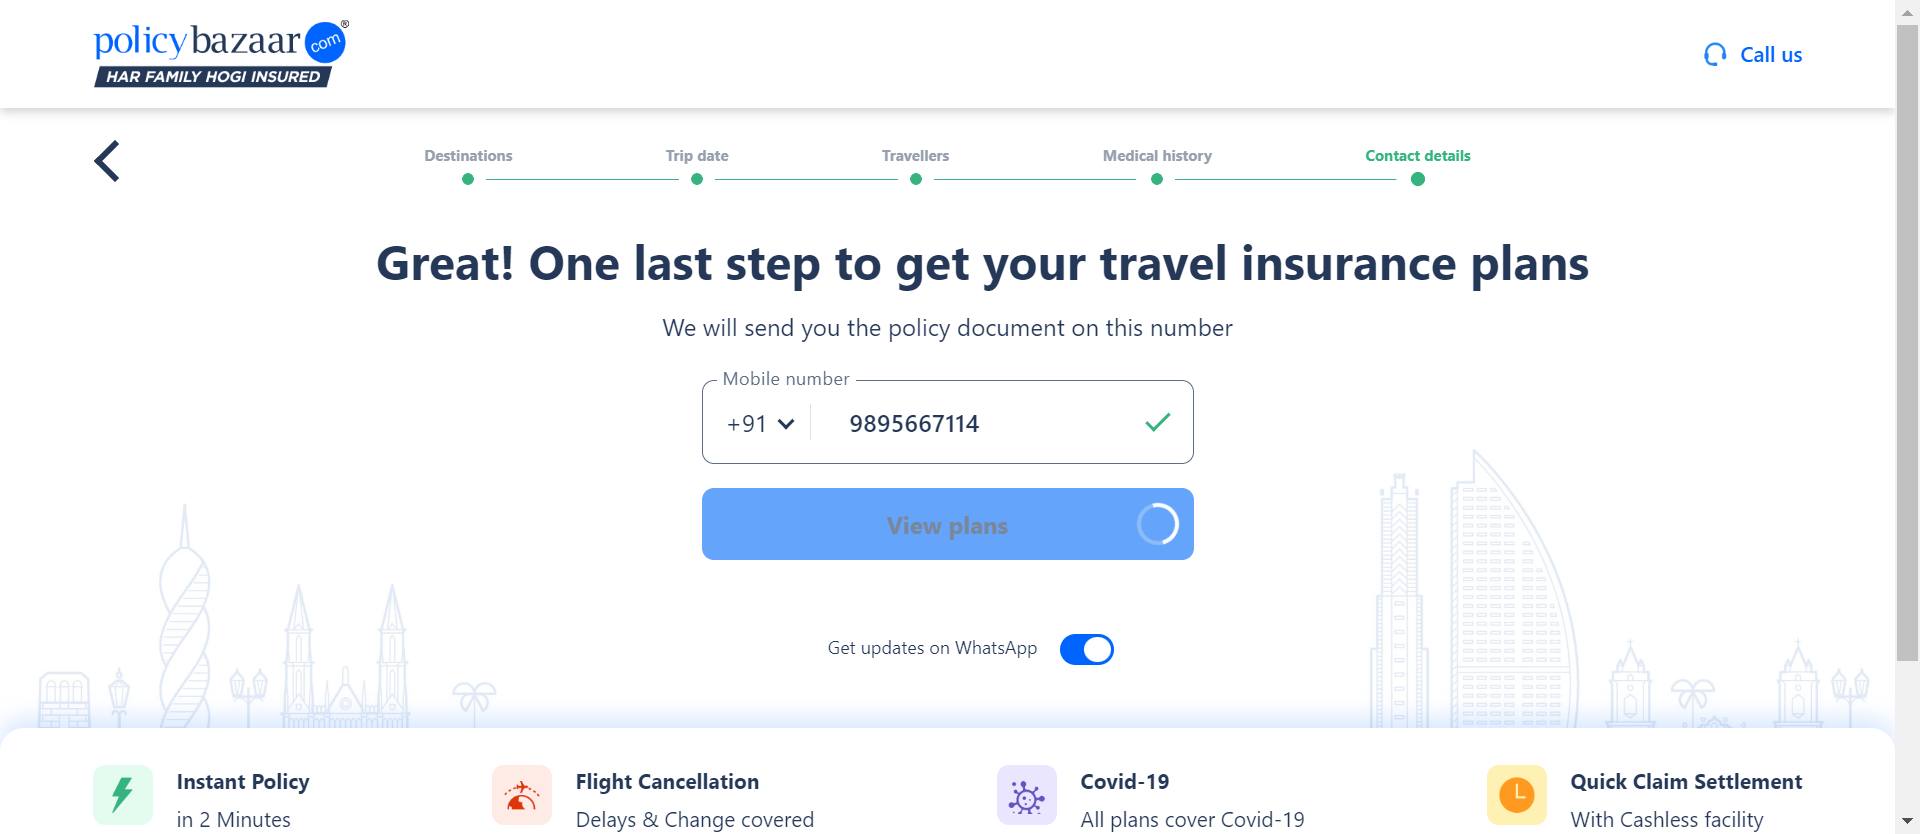 policybazaar com®
HAR FAMILY HOGI INSURED
Call us
Destinations
Trip date
Travellers
Medical history
Contact details
Great! One last step to get your travel insurance plans
We will send you the policy document on this number
Mobile number
+91
9895667114
View plans
Get updates on WhatsApp
Instant Policy
in 2 Minutes
Flight Cancellation
Delays & Change covered
Covid-19
All plans cover Covid-19
Quick Claim Settlement
With Cashless facility